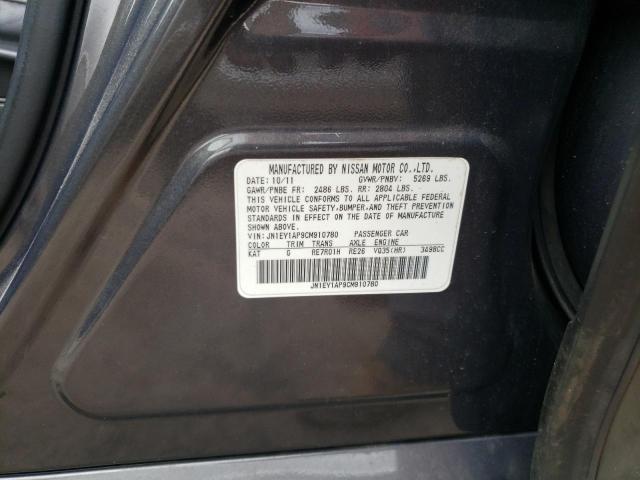 MANUFACTURED BY NISSAN MOTOR CO.,LTD.
DATE: 10/11 GVWR/PNBV: 5269 LBS.
GAWR/PNBE FR: 2486 LBS. RR: 2804 LBS.
THIS VEHICLE CONFORMS TO ALL APPLICABLE FEDERAL
MOTOR VEHICLE SAFETY, BUMPER, AND THEFT PREVENTION
STANDARDS IN EFFECT ON THE DATE OF MANUFACTURE
SHOWN ABOVE.
VIN: JN1EY1AP9CM910780 PASSENGER CAR
COLOR TRIM TRANS AXLE ENGINE
KAT G RE7R01H RE26 VQ35(HR) 3498CC
JN1EY1AP9CM910780